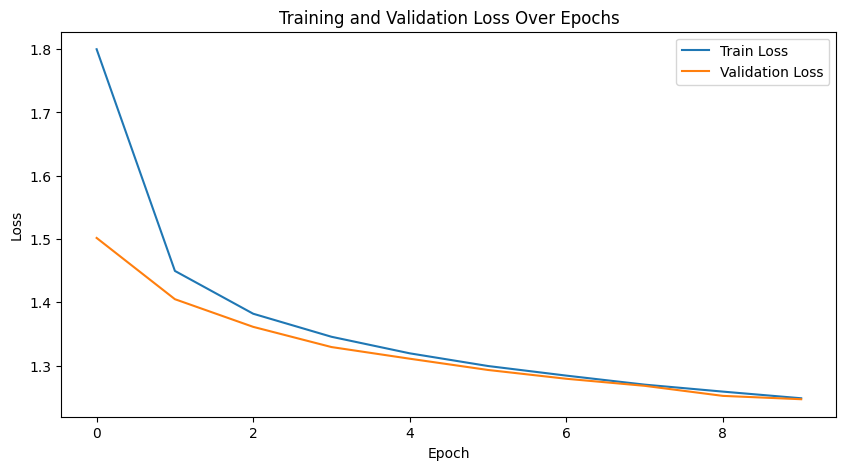 Training and Validation Loss Over Epochs
Train Loss
Validation Loss
Loss
1.8
1.7
1.6
1.5
1.4
1.3
0 2 4 6 8
Epoch